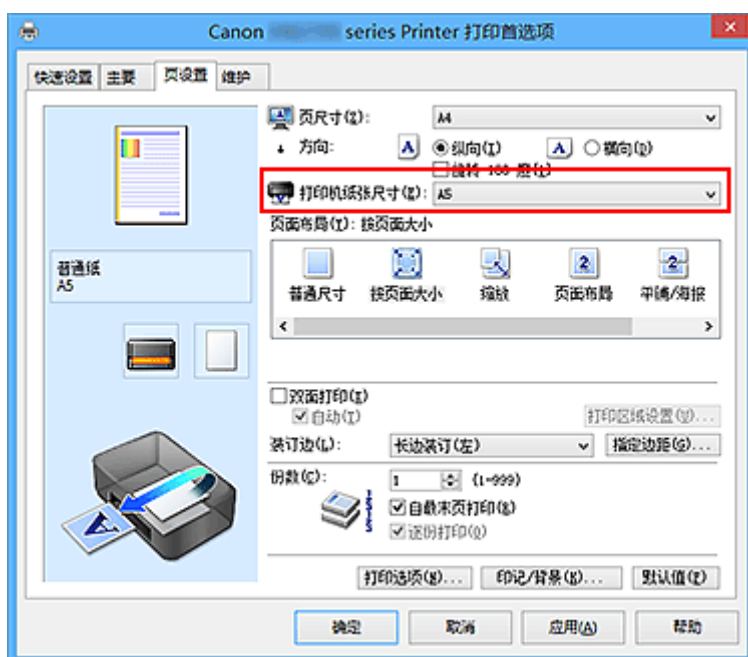 Canon series Printer 打印首选项
快速设置 主要 页设置 维护
页尺寸(Z): A4
方向: A 纵向(I) A 横向(D)
旋转 180 度(1)
打印机纸张尺寸(E): A5
页面布局(Y): 按页面大小
普通尺寸 按页面大小 缩放 页面布局 平铺/海报
普通纸
A5
双面打印(X)
自动(T)
打印区域设置(U)...
装订边(L): 长边装订(左) 指定边距(G)...
份数(C): 1 (1-999)
自最末页打印(R)
逐份打印(O)
打印选项(N)... 印记/背景(K)... 默认值(F)
确定 取消 应用(A) 帮助